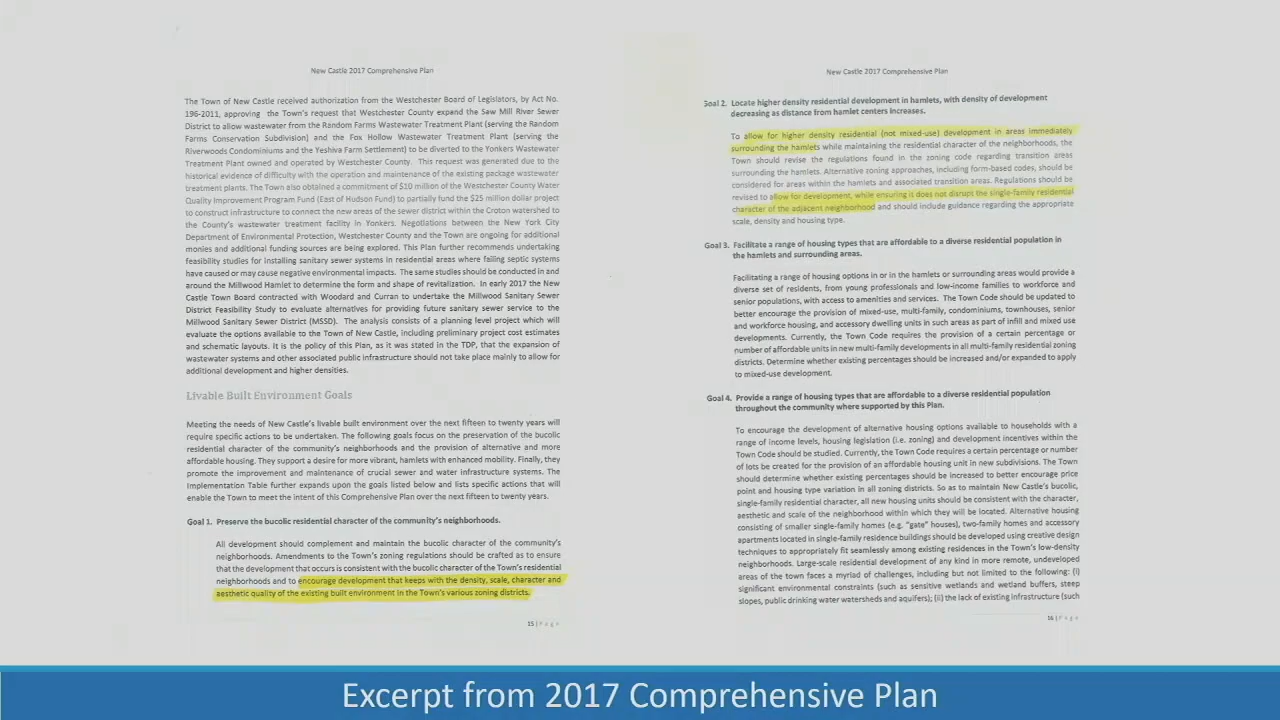 New Castle 2017 Comprehensive Plan
The Town of New Castle received authorization from the Westchester Board of Legislators, by Act No.
196-2011, approving the Town's request that Westchester County expand the Saw Mill River Sewer
District to allow wastewater from the Random Farms Wastewater Treatment Plant (serving the Random
Farms Conservation Subdivision) and the Fox Hollow Wastewater Treatment Plant (serving the
Riverwoods Condominiums and the Yeshiva Farm Settlement) to be diverted to the Yonkers Wastewater
Treatment Plant owned and operated by Westchester County. This request was generated due to the
historical evidence of difficulty with the operation and maintenance of the existing package wastewater
treatment plants. The Town also obtained a commitment of $10 million of the Westchester County Water
Quality Improvement Program Fund (East of Hudson Fund) to partially fund the $25 million dollar project
to construct infrastructure to connect the new areas of the sewer district within the Croton watershed to
the County's wastewater treatment facility in Yonkers. Negotiations between the New York City
Department of Environmental Protection, Westchester County and the Town are ongoing for additional
monies and additional funding sources are being explored. This Plan further recommends undertaking
feasibility studies for installing sanitary sewer systems in residential areas where failing septic systems
have caused or may cause negative environmental impacts. The same studies should be conducted in and
around the Millwood Hamlet to determine the form and shape of revitalization. In early 2017 the New
Castle Town Board contracted with Woodard and Curran to undertake the Millwood Sanitary Sewer
District Feasibility Study to evaluate alternatives for providing future sanitary sewer service to the
Millwood Sanitary Sewer District (MSSD). The analysis consists of a planning level project which will
evaluate the options available to the Town of New Castle, including preliminary project cost estimates
and schematic layouts. It is the policy of this Plan, as it was stated in the TDP, that the expansion of
wastewater systems and other associated public infrastructure should not take place mainly to allow for
additional development and higher densities.
Livable Built Environment Goals
Meeting the needs of New Castle's livable built environment over the next fifteen to twenty years will
require specific actions to be undertaken. The following goals focus on the preservation of the bucolic
residential character of the community's neighborhoods and the provision of alternative and more
affordable housing. They support a desire for more vibrant, hamlets with enhanced mobility. Finally, they
promote the improvement and maintenance of crucial sewer and water infrastructure systems. The
Implementation Table further expands upon the goals listed below and lists specific actions that will
enable the Town to meet the intent of this Comprehensive Plan over the next fifteen to twenty years.
Goal 1. Preserve the bucolic residential character of the community's neighborhoods.
All development should complement and maintain the bucolic character of the community's
neighborhoods. Amendments to the Town's zoning regulations should be crafted as to ensure
that the development that occurs is consistent with the bucolic character of the Town's residential
neighborhoods and to encourage development that keeps with the density, scale, character and
aesthetic quality of the existing built environment in the Town's various zoning districts.
15 | P a g e
New Castle 2017 Comprehensive Plan
Goal 2. Locate higher density residential development in hamlets, with density of development
decreasing as distance from hamlet centers increases.
To allow for higher density residential (not mixed-use) development in areas immediately
surrounding the hamlets while maintaining the residential character of the neighborhoods, the
Town should revise the regulations found in the zoning code regarding transition areas
surrounding the hamlets. Alternative zoning approaches, including form-based codes, should be
considered for areas within the hamlets and associated transition areas. Regulations should be
revised to allow for development, while ensuring is does not disrupt the single-family residential
character of the adjacent neighborhood and should include guidance regarding the appropriate
scale, density and housing type.
Goal 3. Facilitate a range of housing types that are affordable to a diverse residential population in
the hamlets and surrounding areas.
Facilitating a range of housing options in or in the hamlets or surrounding areas would provide a
diverse set of residents, from young professionals and low-income families to workforce and
senior populations, with access to amenities and services. The Town Code should be updated to
better encourage the provision of mixed-use, multi-family, condominiums, townhouses, senior
and workforce housing, and accessory dwelling units in such areas as part of infill and mixed use
developments. Currently, the Town Code requires the provision of a certain percentage or
number of affordable units in new multi-family developments in all multi-family residential zoning
districts. Determine whether existing percentages should be increased and/or expanded to apply
to mixed-use development.
Goal 4. Provide a range of housing types that are affordable to a diverse residential population
throughout the community where supported by this Plan.
To encourage the development of alternative housing options available to households with a
range of income levels, housing legislation (i.e. zoning) and development incentives within the
Town Code should be studied. Currently, the Town Code requires a certain percentage or number
of lots be created for the provision of an affordable housing unit in new subdivisions. The Town
should determine whether existing percentages should be increased to better encourage price
point and housing type variation in all zoning districts. So as to maintain New Castle's bucolic,
single-family residential character, all new housing units should be consistent with the character,
aesthetic and scale of the neighborhood within which they will be located. Alternative housing
consisting of smaller single-family homes (e.g. "gate" houses), two-family homes and accessory
apartments located in single-family residence buildings should be developed using creative design
techniques to appropriately fit seamlessly among existing residences in the Town's low-density
neighborhoods. Large-scale residential development of any kind in more remote, undeveloped
areas of the town faces a myriad of challenges, including but not limited to the following: (i)
significant environmental constraints (such as sensitive wetlands and wetland buffers, steep
slopes, public drinking water watersheds and aquifers); (ii) the lack of existing infrastructure (such
16 | P a g e
Excerpt from 2017 Comprehensive Plan